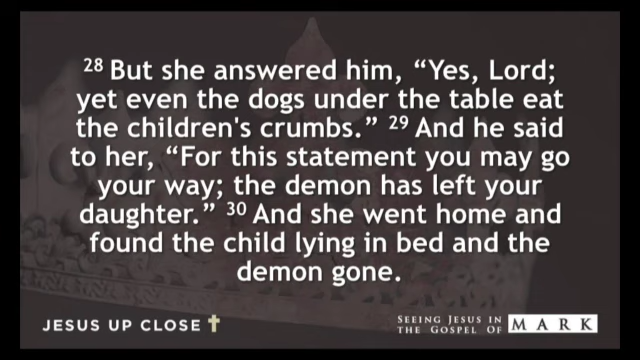 28 But she answered him, “Yes, Lord;
yet even the dogs under the table eat
the children's crumbs.” 29 And he said
to her, “For this statement you may go
your way; the demon has left your
daughter.” 30 And she went home and
found the child lying in bed and the
demon gone.
JESUS UP CLOSE
SEEING JESUS IN
THE GOSPEL OF
MARK